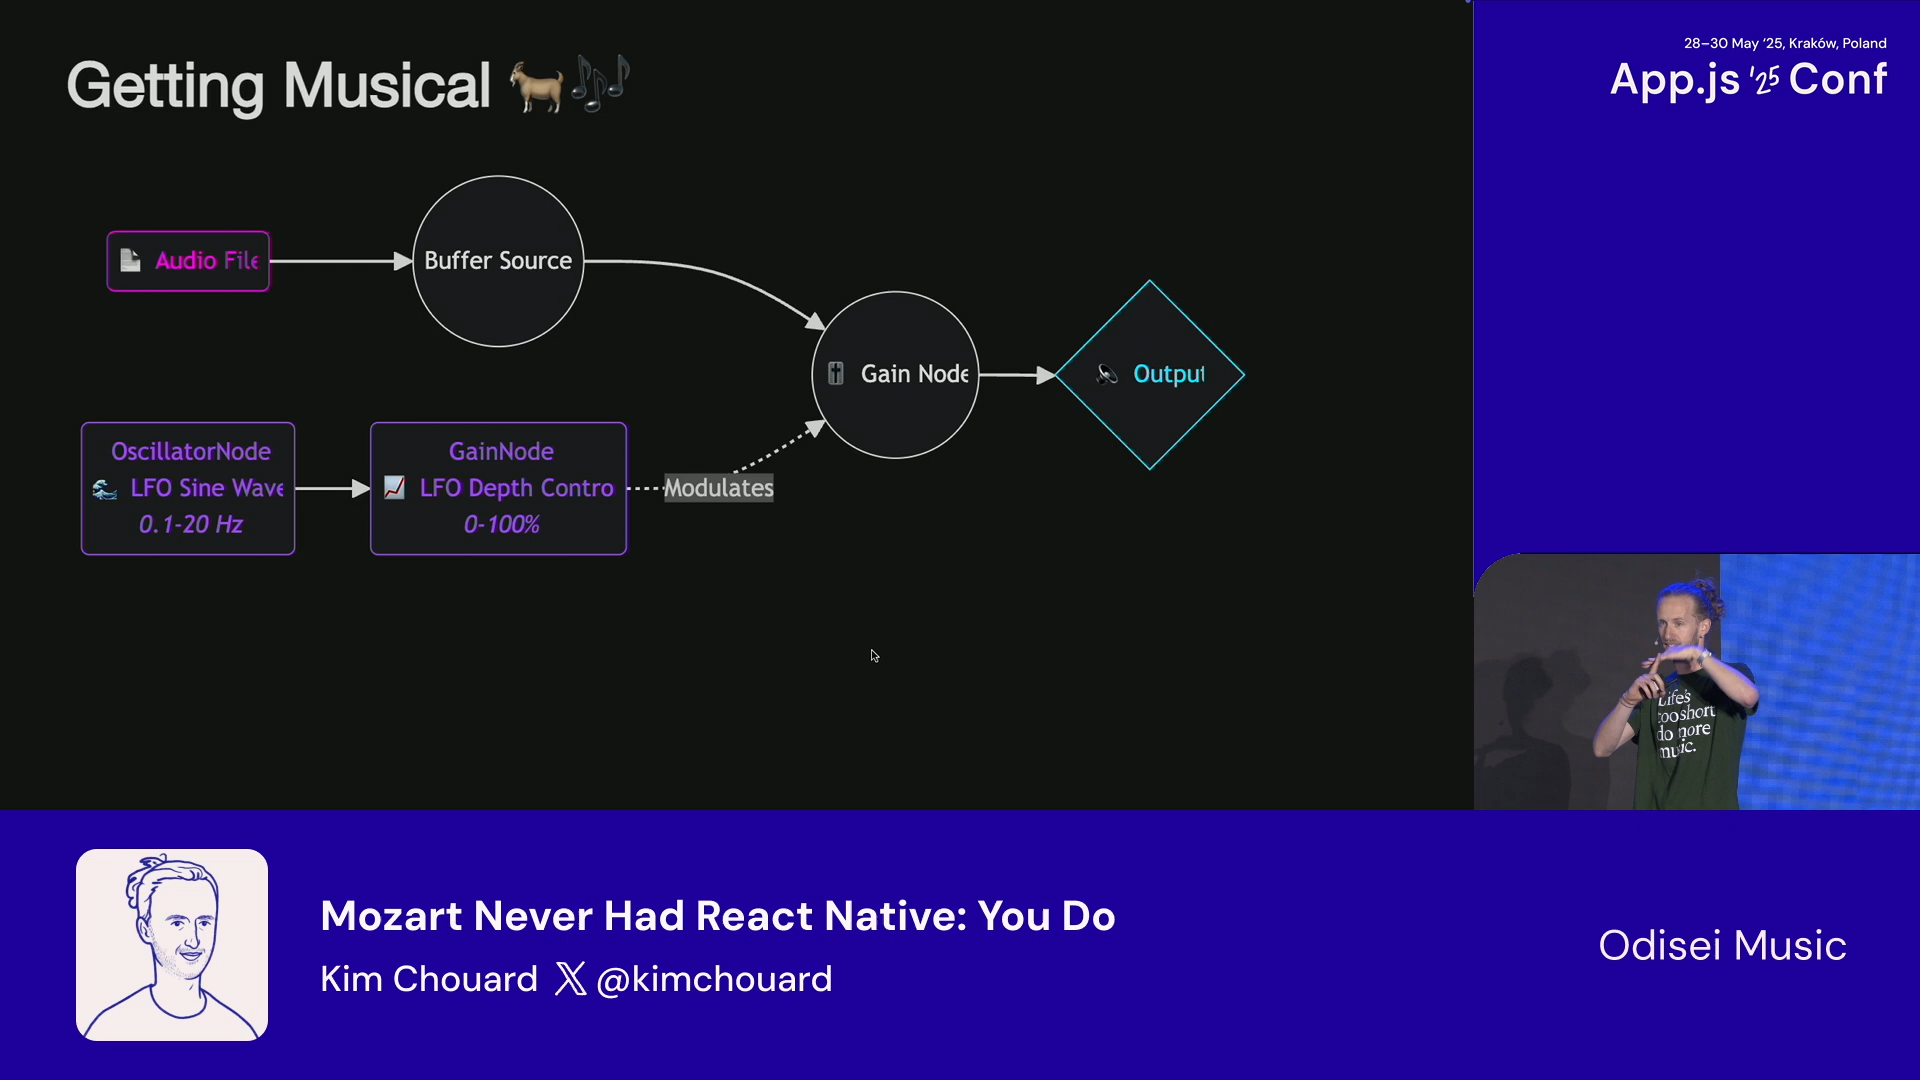 Getting Musical
Audio File
Buffer Source
Gain Node
Output
OscillatorNode
LFO Sine Wave
0.1-20 Hz
GainNode
LFO Depth Contro
0-100%
Modulates
28–30 May ‘25, Kraków, Poland
App.js '25 Conf
Life's
too short
do more
music.
Mozart Never Had React Native: You Do
Kim Chouard X @kimchouard
Odisei Music